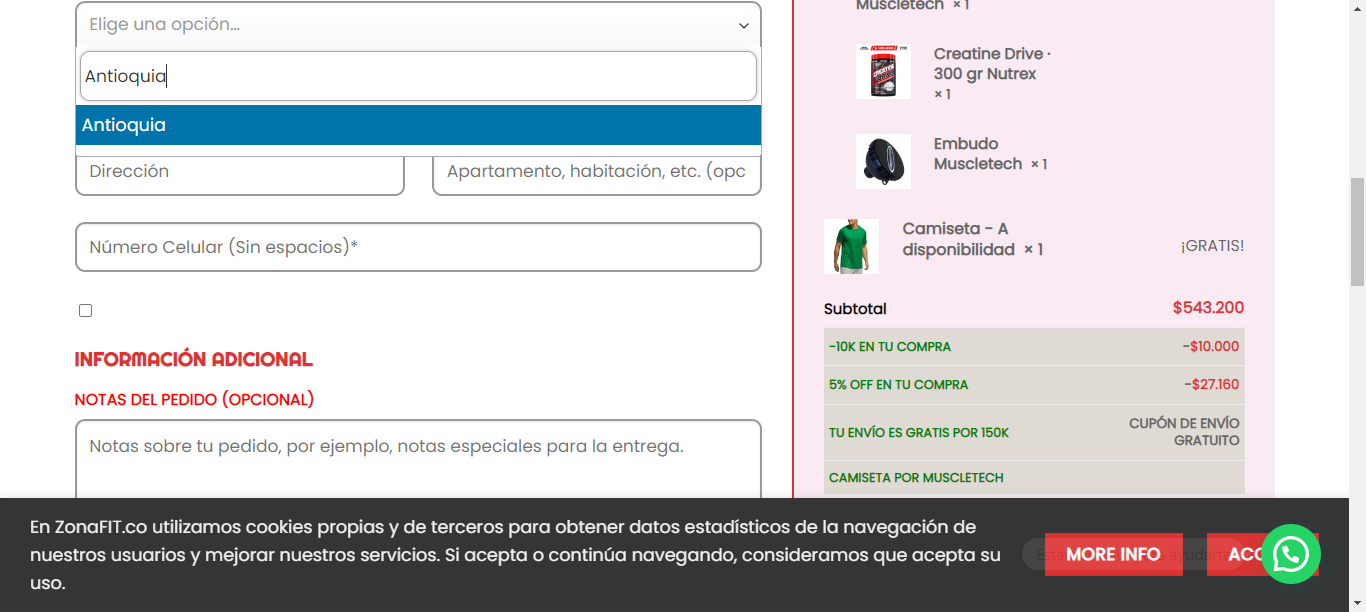 Elige una opción...
Antioquia
Antioquia
Dirección
Apartamento, habitación, etc. (opc
Número Celular (Sin espacios)*
INFORMACIÓN ADICIONAL
NOTAS DEL PEDIDO (OPCIONAL)
Notas sobre tu pedido, por ejemplo, notas especiales para la entrega.
Muscletech × 1
Creatine Drive ·
300 gr Nutrex
× 1
Embudo
Muscletech × 1
Camiseta - A
disponibilidad × 1
¡GRATIS!
Subtotal $543.200
-10K EN TU COMPRA -$10.000
5% OFF EN TU COMPRA -$27.160
TU ENVÍO ES GRATIS POR 150K
CUPÓN DE ENVÍO
GRATUITO
CAMISETA POR MUSCLETECH
En ZonaFIT.co utilizamos cookies propias y de terceros para obtener datos estadísticos de la navegación de
nuestros usuarios y mejorar nuestros servicios. Si acepta o continúa navegando, consideramos que acepta su
uso.
MORE INFO